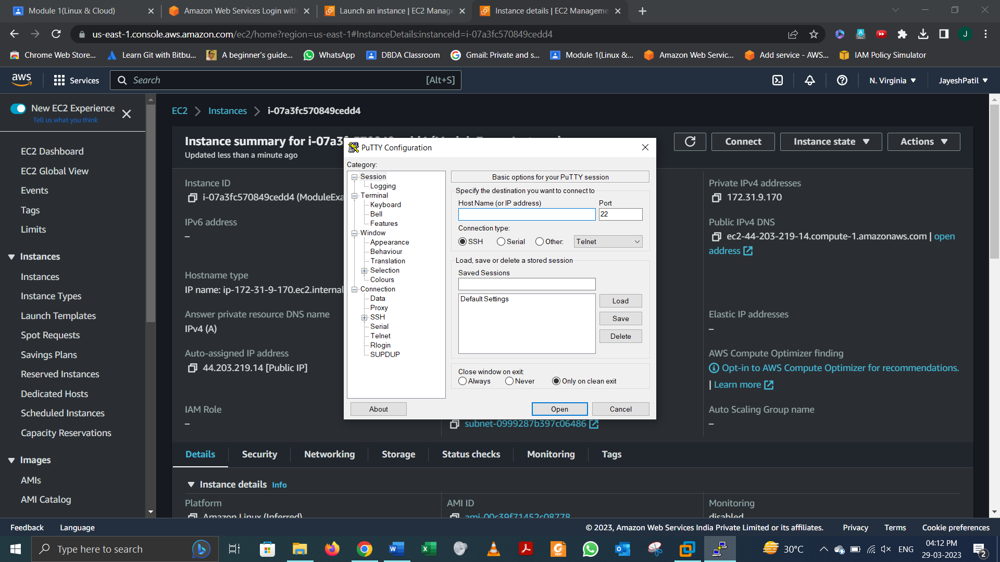 Module 1(Linux & Cloud)
Amazon Web Services Login with
Launch an instance | EC2 Manage
Instance details | EC2 Manageme
us-east-1.console.aws.amazon.com/ec2/home?region=us-east-1#InstanceDetails:instanceId=i-07a3fc570849cedd4
J
Chrome Web Store...
Learn Git with Bitbu...
A beginner's guide...
WhatsApp
DBDA Classroom
Gmail: Private and s...
Module 1(Linux &...
Amazon Web Servic...
Add service - AWS...
IAM Policy Simulator
aws
Services
Search
[Alt+S]
N. Virginia
JayeshPatil
New EC2 Experience
Tell us what you think
EC2 Dashboard
EC2 Global View
Events
Tags
Limits
Instances
Instances
Instance Types
Launch Templates
Spot Requests
Savings Plans
Reserved Instances
Dedicated Hosts
Scheduled Instances
Capacity Reservations
Images
AMIs
AMI Catalog
EC2
Instances
i-07a3fc570849cedd4
Instance summary for i-07a3f
Updated less than a minute ago
Connect
Instance state
Actions
Instance ID
i-07a3fc570849cedd4 (ModuleExa
IPv6 address
–
Hostname type
IP name: ip-172-31-9-170.ec2.internal
Answer private resource DNS name
IPv4 (A)
Auto-assigned IP address
44.203.219.14 [Public IP]
IAM Role
–
subnet-0999287b397c06486
Private IPv4 addresses
172.31.9.170
Public IPv4 DNS
ec2-44-203-219-14.compute-1.amazonaws.com | open
address
Elastic IP addresses
–
AWS Compute Optimizer finding
Opt-in to AWS Compute Optimizer for recommendations.
| Learn more
Auto Scaling Group name
–
PuTTY Configuration
Category:
Session
Logging
Terminal
Keyboard
Bell
Features
Window
Appearance
Behaviour
Translation
Selection
Colours
Connection
Data
Proxy
SSH
Serial
Telnet
Rlogin
SUPDUP
Basic options for your PuTTY session
Specify the destination you want to connect to
Host Name (or IP address)
Port
22
Connection type:
SSH
Serial
Other:
Telnet
Load, save or delete a stored session
Saved Sessions
Default Settings
Load
Save
Delete
Close window on exit:
Always
Never
Only on clean exit
About
Open
Cancel
Details
Security
Networking
Storage
Status checks
Monitoring
Tags
Instance details Info
Platform
Amazon Linux (Inferred)
AMI ID
ami-00c39f71452c08778
Monitoring
disabled
Feedback
Language
© 2023, Amazon Web Services India Private Limited or its affiliates.
Privacy
Terms
Cookie preferences
Type here to search
30°C
ENG
04:12 PM
29-03-2023
2